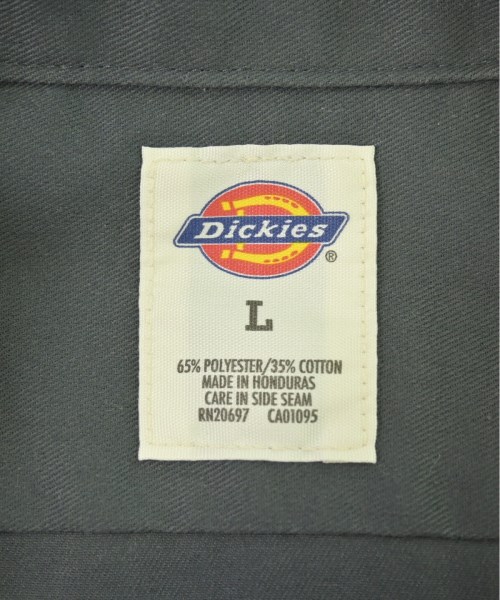 Dickies
®
L
65% POLYESTER/35% COTTON
MADE IN HONDURAS
CARE IN SIDE SEAM
RN20697 CA01095